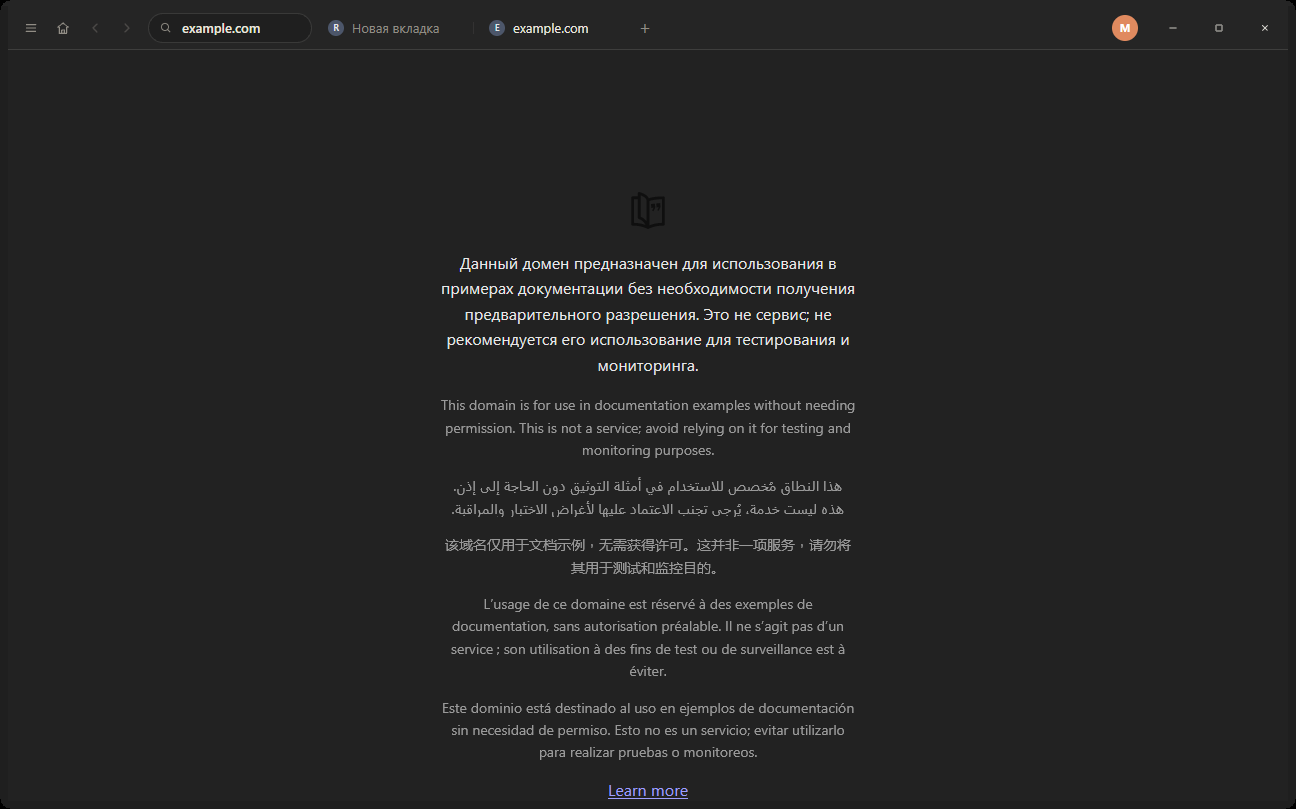 example.com
R Новая вкладка
E example.com
M
Данный домен предназначен для использования в
примерах документации без необходимости получения
предварительного разрешения. Это не сервис; не
рекомендуется его использование для тестирования и
мониторинга.
This domain is for use in documentation examples without needing
permission. This is not a service; avoid relying on it for testing and
monitoring purposes.
هذا النطاق مُخصص للاستخدام في أمثلة التوثيق دون الحاجة إلى إذن.
هذه ليست خدمة، يُرجى تجنب الاعتماد عليها لأغراض الاختبار والمراقبة.
该域名仅用于文档示例，无需获得许可。这并非一项服务，请勿将
其用于测试和监控目的。
L’usage de ce domaine est réservé à des exemples de
documentation, sans autorisation préalable. Il ne s’agit pas d’un
service ; son utilisation à des fins de test ou de surveillance est à
éviter.
Este dominio está destinado al uso en ejemplos de documentación
sin necesidad de permiso. Esto no es un servicio; evitar utilizarlo
para realizar pruebas o monitoreos.
Learn more